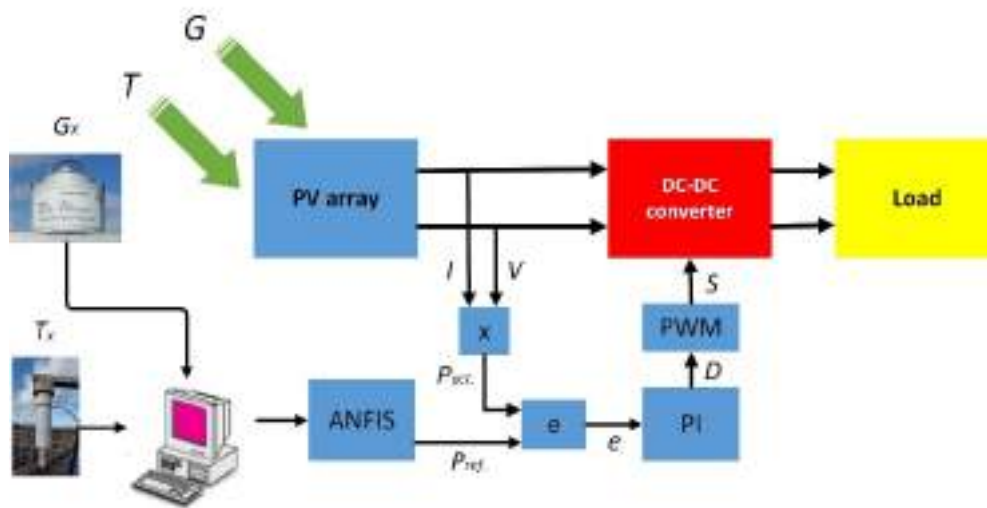 G
T
Gx
PV array
DC-DC
converter
Load
I
V
S
Tx
x
PWM
Pact.
D
ANFIS
e
PI
e
Pref.